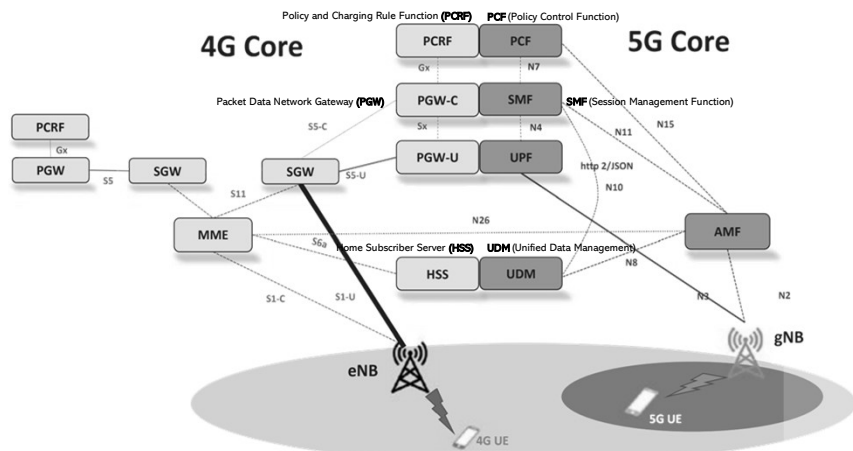 Policy and Charging Rule Function (PCRF) PCF (Policy Control Function)
4G Core
5G Core
PCRF PCF
Gx N7
Packet Data Network Gateway (PGW) PGW-C SMF SMF (Session Management Function)
S5-C Sx N4 N11 N15
PCRF
Gx
PGW S5 SGW
SGW S5-U PGW-U UPF
http 2/JSON
N10
S11
MME N26 AMF
S6a
Home Subscriber Server (HSS) UDM (Unified Data Management)
HSS UDM N8
S1-C S1-U N3 N2
eNB gNB
4G UE 5G UE